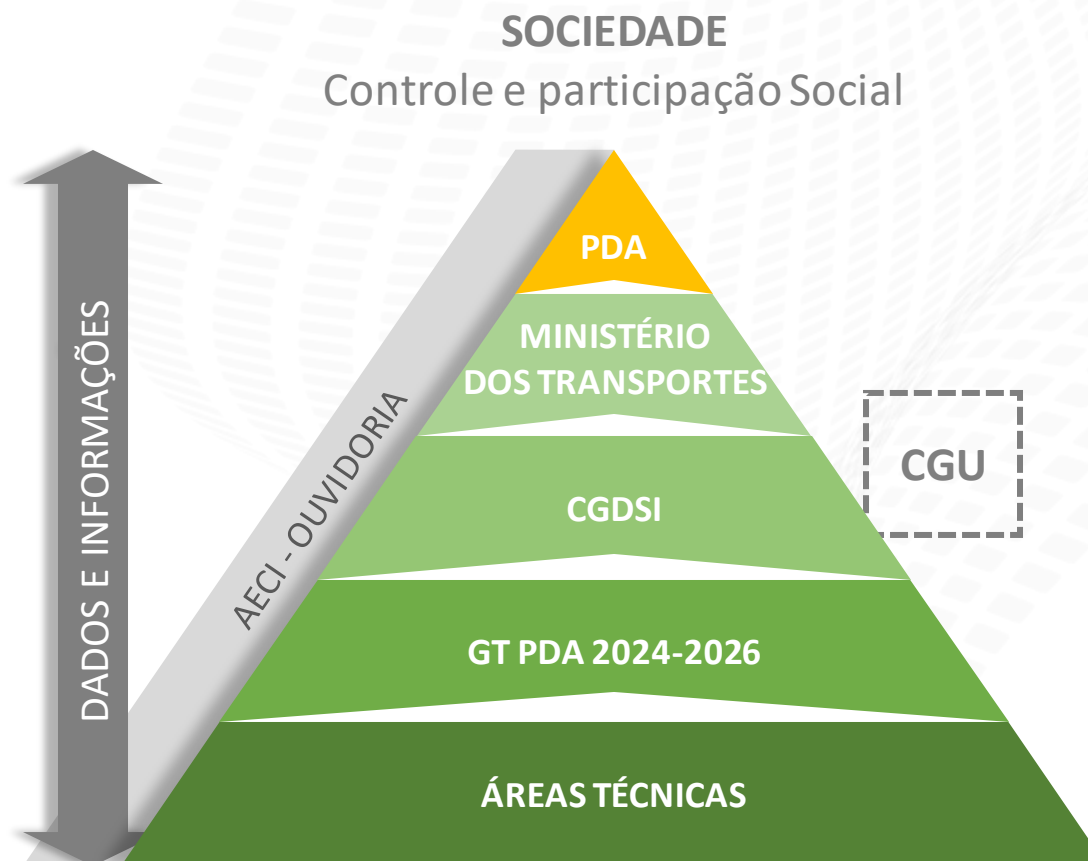 SOCIEDADE
Controle e participação Social
DADOS E INFORMAÇÕES
AECI - OUVIDORIA
PDA
MINISTÉRIO
DOS TRANSPORTES
CGU
CGDSI
GT PDA 2024-2026
ÁREAS TÉCNICAS